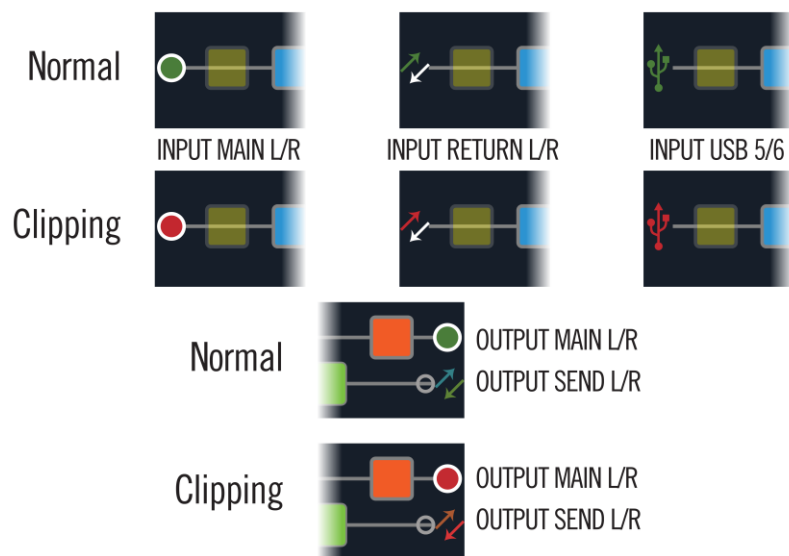 Normal
INPUT MAIN L/R
INPUT RETURN L/R
INPUT USB 5/6
Clipping
Normal
OUTPUT MAIN L/R
OUTPUT SEND L/R
Clipping
OUTPUT MAIN L/R
OUTPUT SEND L/R